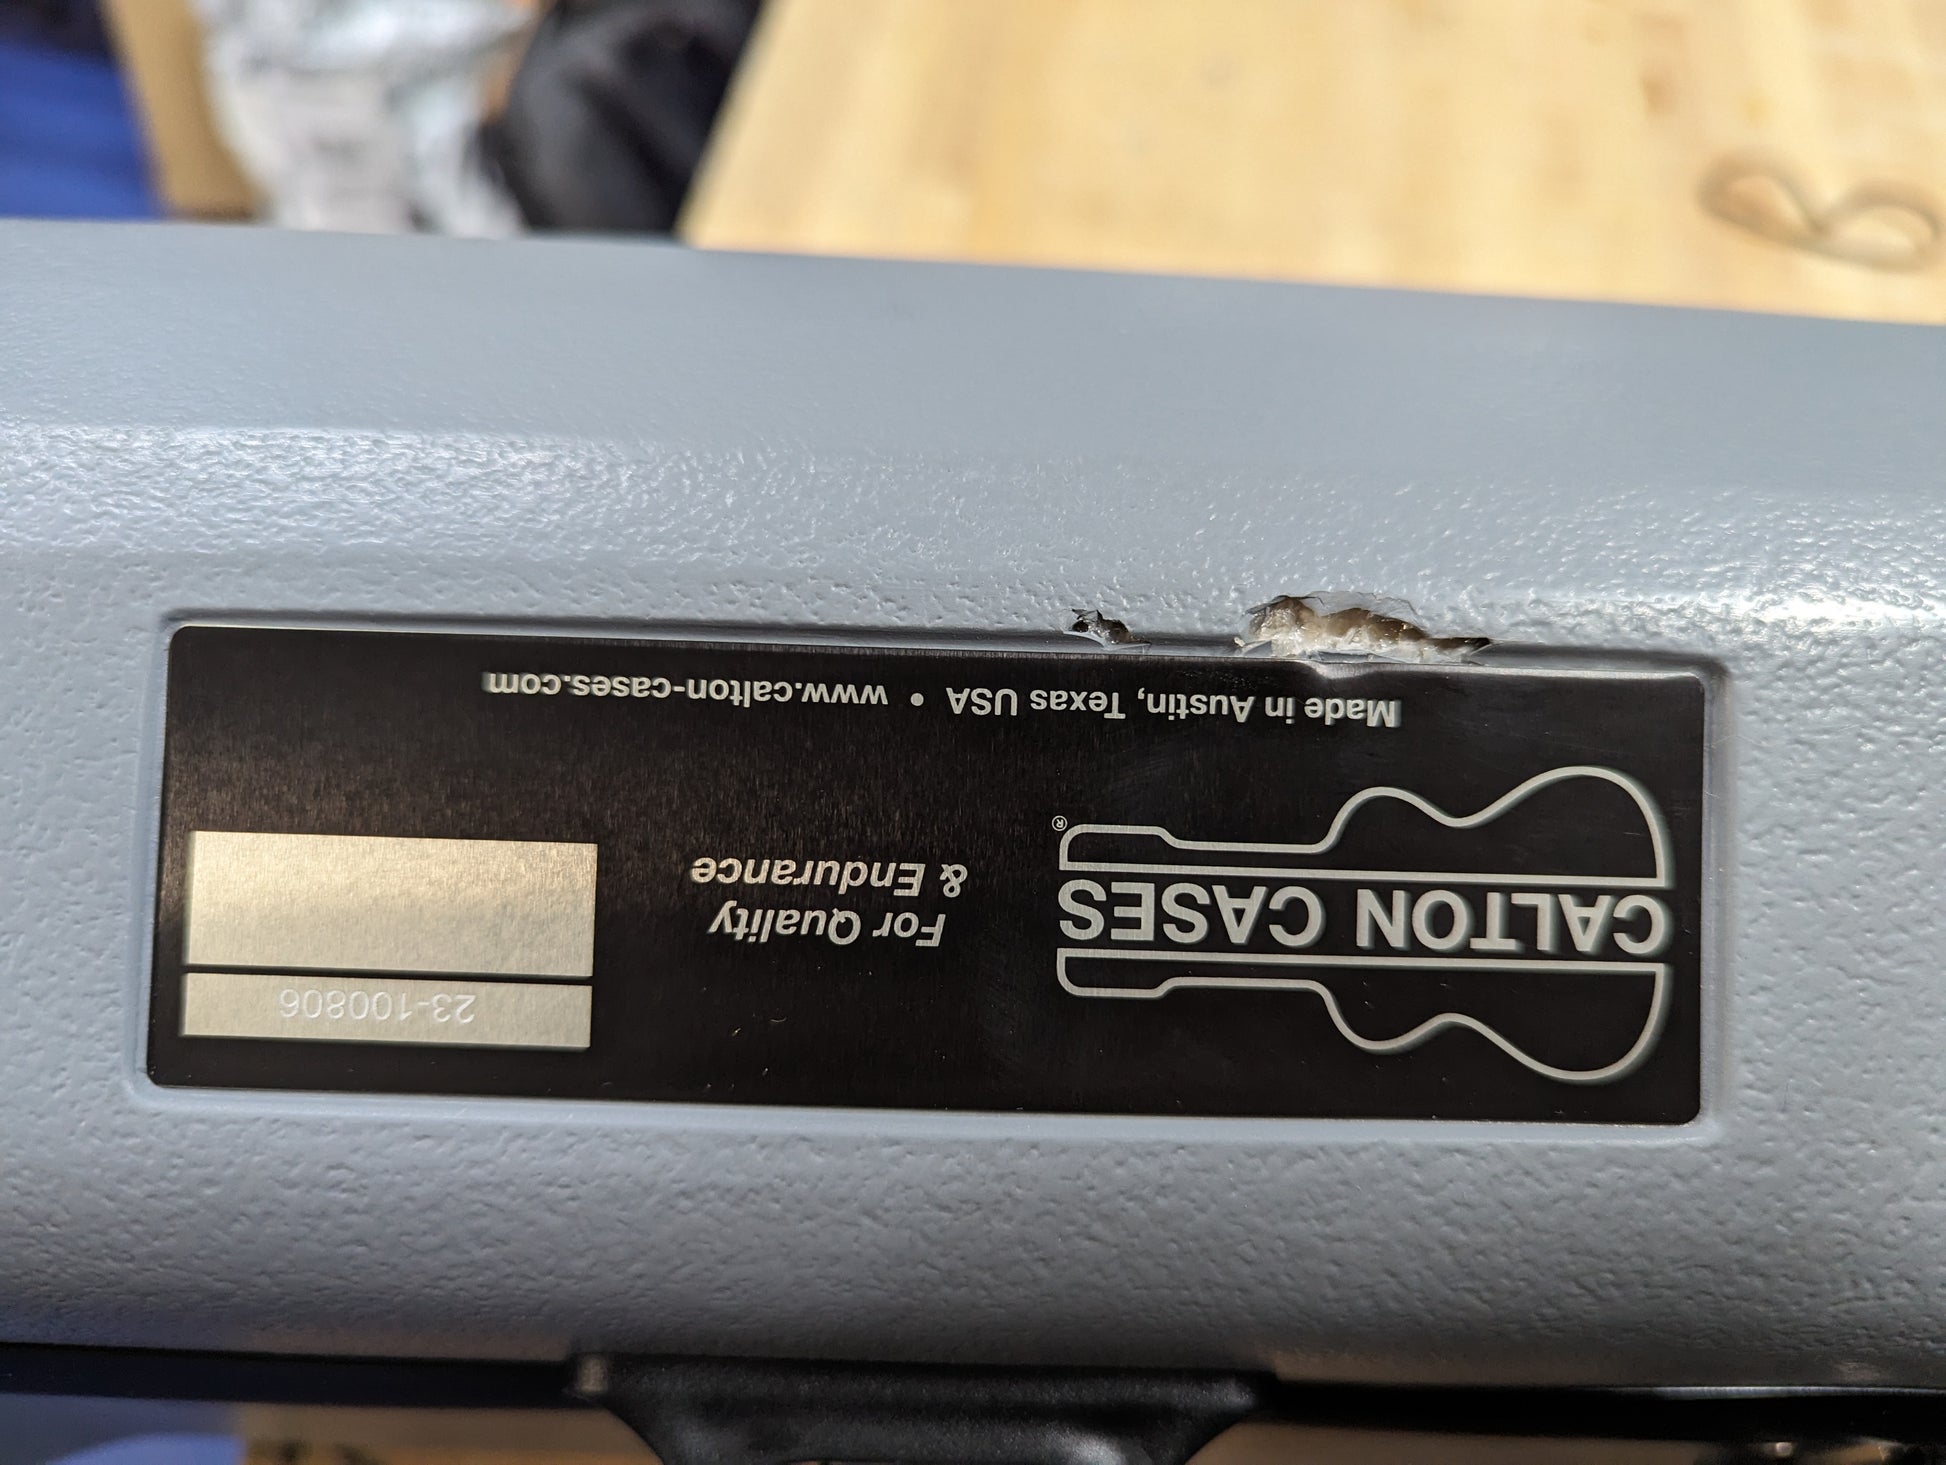 CALTON CASES
®
For Quality
& Endurance
23-100806
Made in Austin, Texas USA • www.calton-cases.com